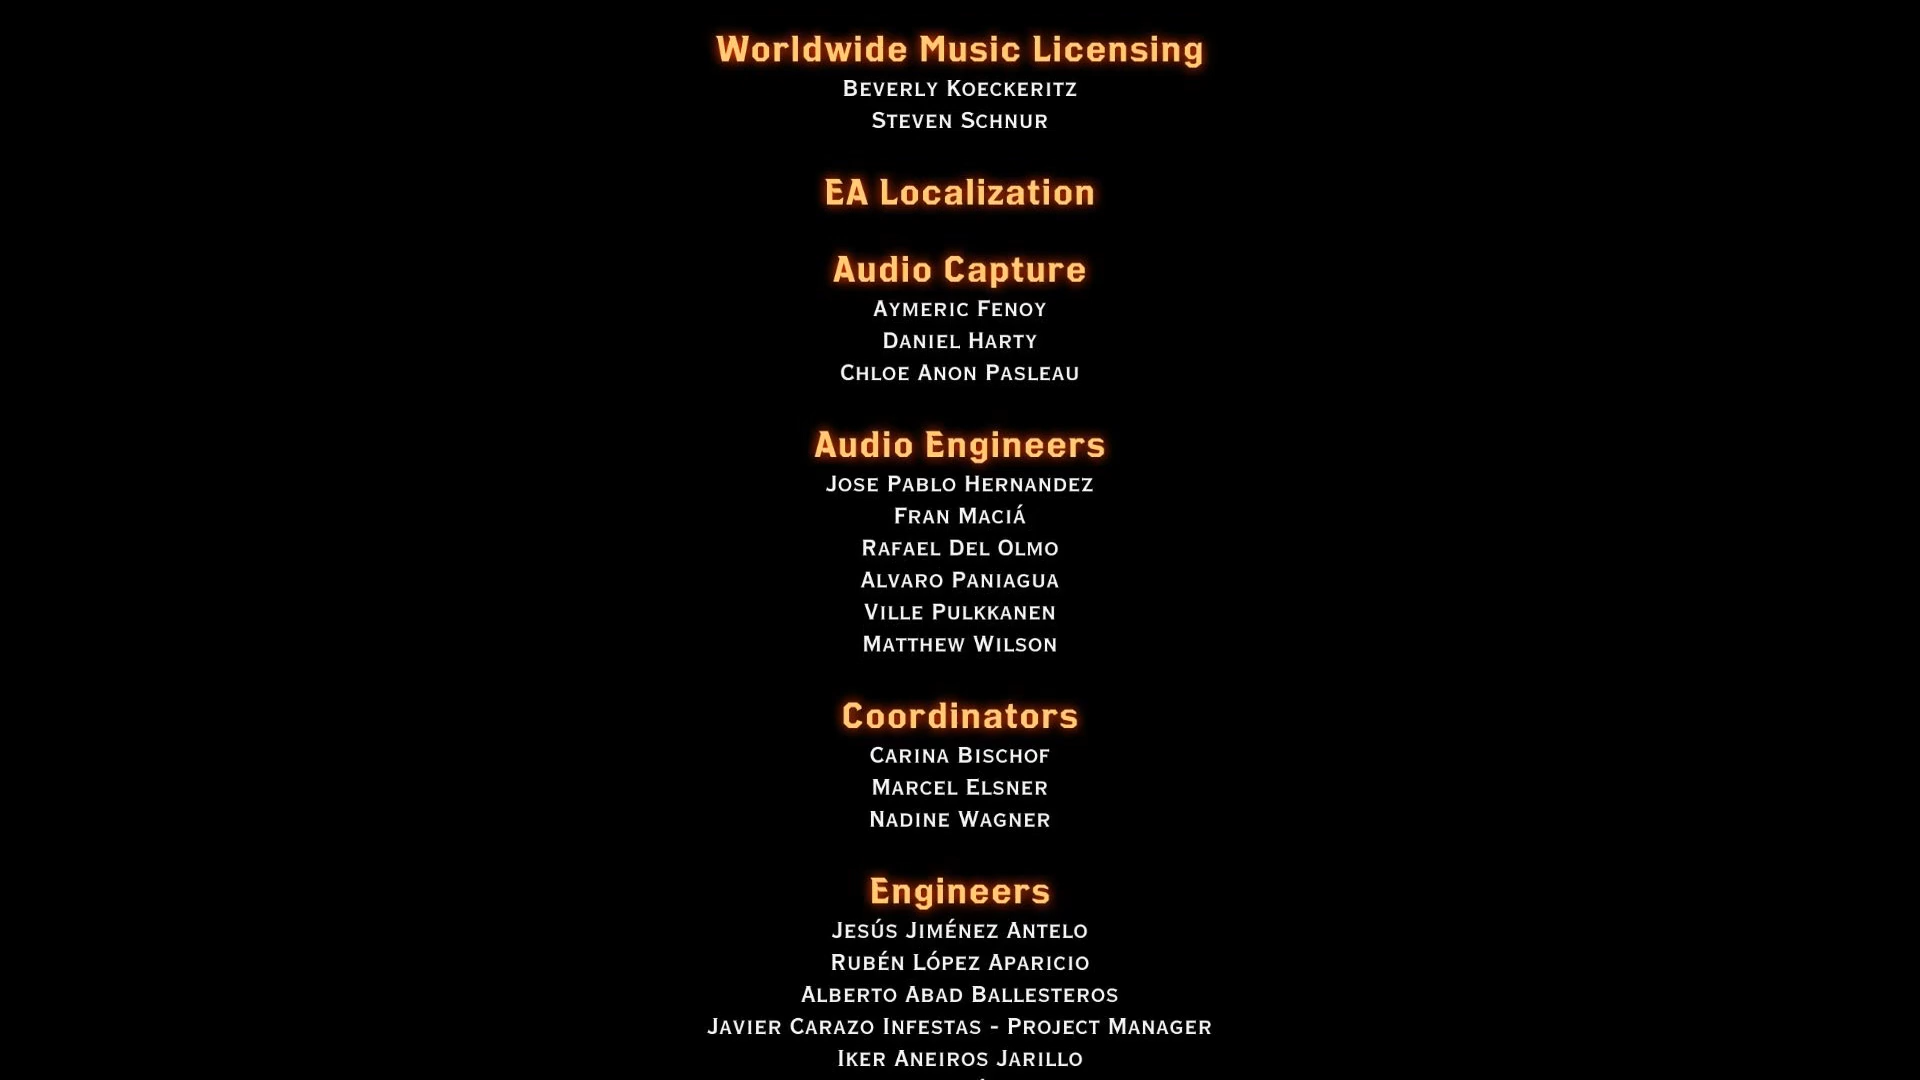 Worldwide Music Licensing
Beverly Koeckeritz
Steven Schnur
EA Localization
Audio Capture
Aymeric Fenoy
Daniel Harty
Chloe Anon Pasleau
Audio Engineers
Jose Pablo Hernandez
Fran Maciá
Rafael Del Olmo
Alvaro Paniagua
Ville Pulkkanen
Matthew Wilson
Coordinators
Carina Bischof
Marcel Elsner
Nadine Wagner
Engineers
Jesús Jiménez Antelo
Rubén López Aparicio
Alberto Abad Ballesteros
Javier Carazo Infestas - Project Manager
Iker Aneiros Jarillo